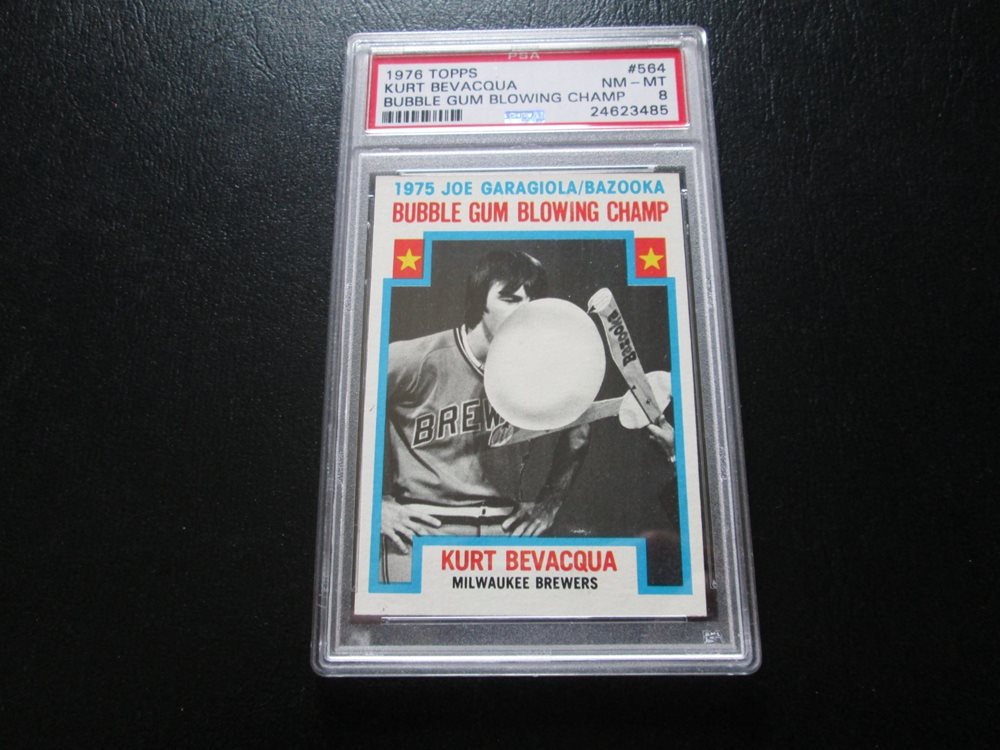 PSA
1976 TOPPS #564
KURT BEVACQUA NM - MT
BUBBLE GUM BLOWING CHAMP 8
24623485
1975 JOE GARAGIOLA/BAZOOKA
BUBBLE GUM BLOWING CHAMP
Bazooka
BREW
KURT BEVACQUA
MILWAUKEE BREWERS